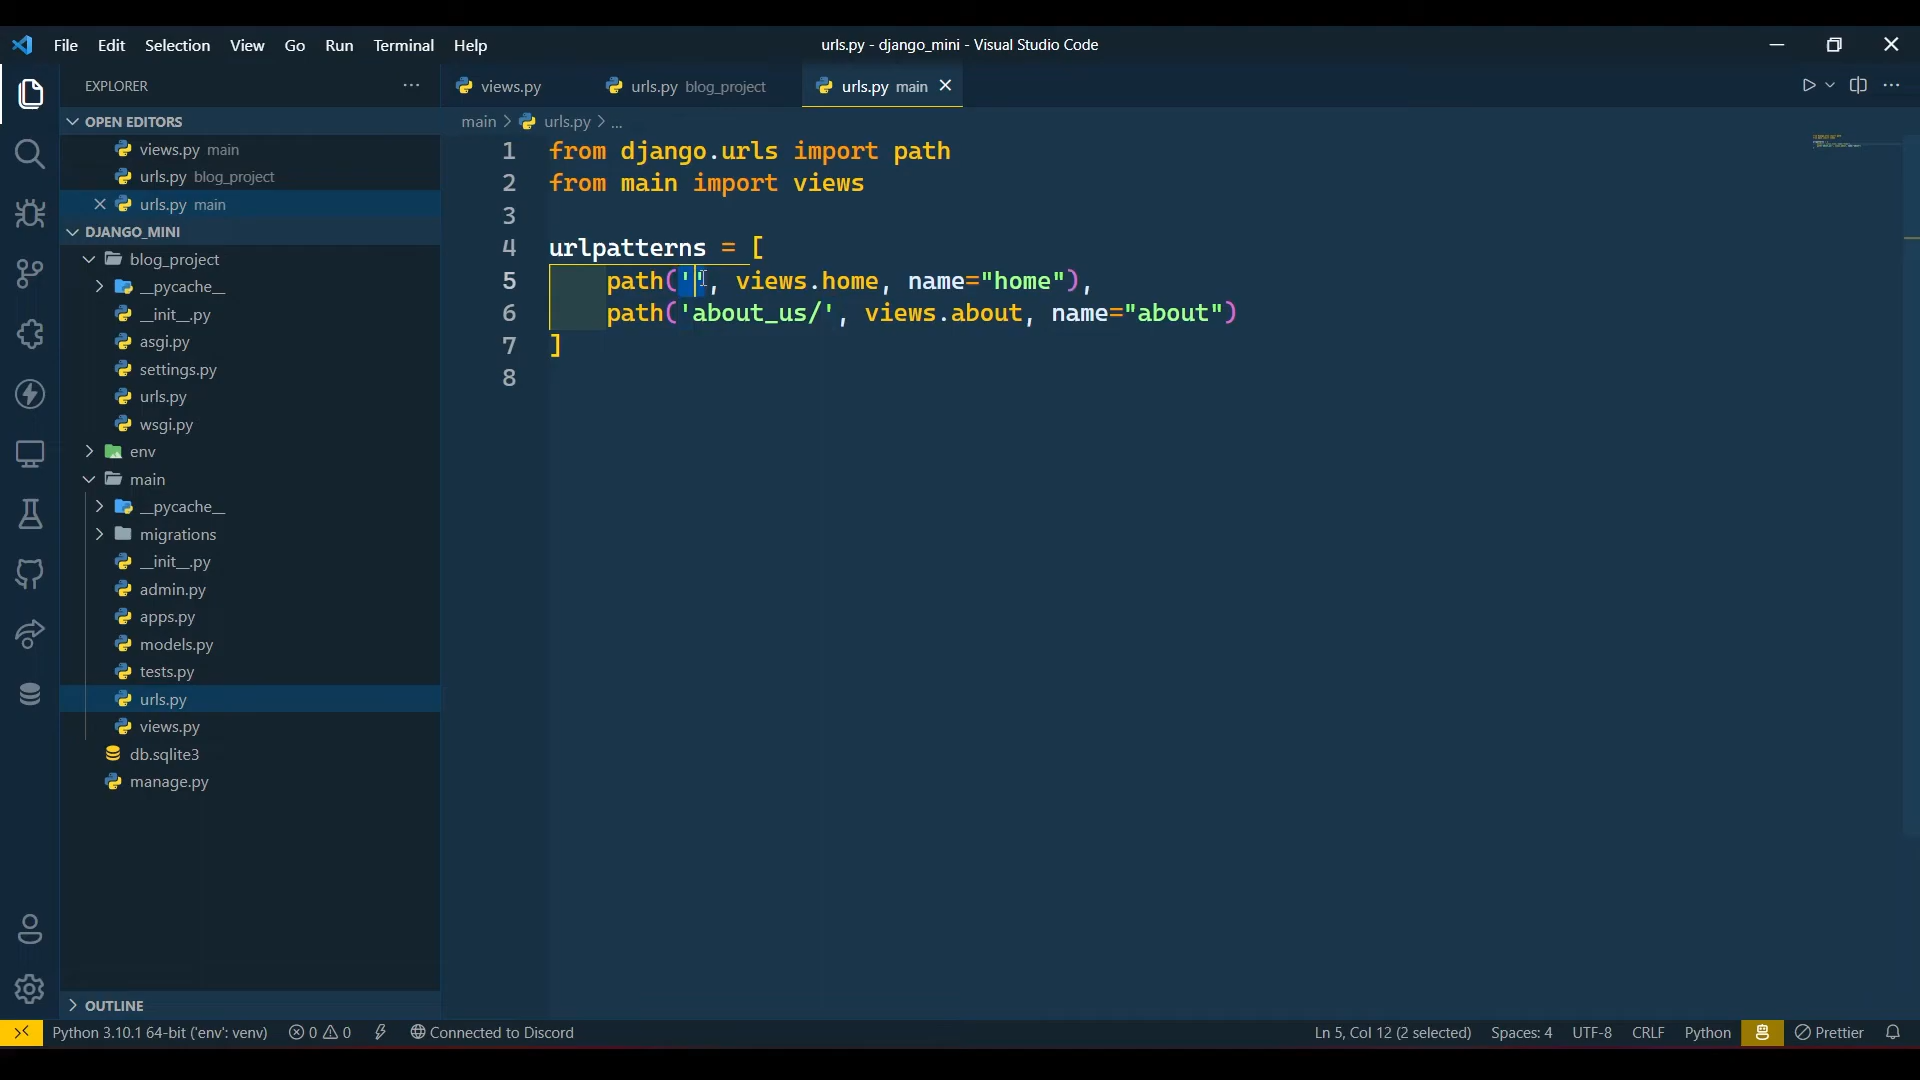 File Edit Selection View Go Run Terminal Help
urls.py - django_mini - Visual Studio Code
EXPLORER
views.py
urls.py blog_project
urls.py main
OPEN EDITORS
views.py main
urls.py blog_project
urls.py main
DJANGO_MINI
blog_project
__pycache__
__init__.py
asgi.py
settings.py
urls.py
wsgi.py
env
main
__pycache__
migrations
__init__.py
admin.py
apps.py
models.py
tests.py
urls.py
views.py
db.sqlite3
manage.py
OUTLINE
main > urls.py > ...
1 from django.urls import path
2 from main import views
3
4 urlpatterns = [
5 path('', views.home, name="home"),
6 path('about_us/', views.about, name="about")
7 ]
8
Python 3.10.1 64-bit ('env': venv) 0 0 Connected to Discord Ln 5, Col 12 (2 selected) Spaces: 4 UTF-8 CRLF Python Prettier